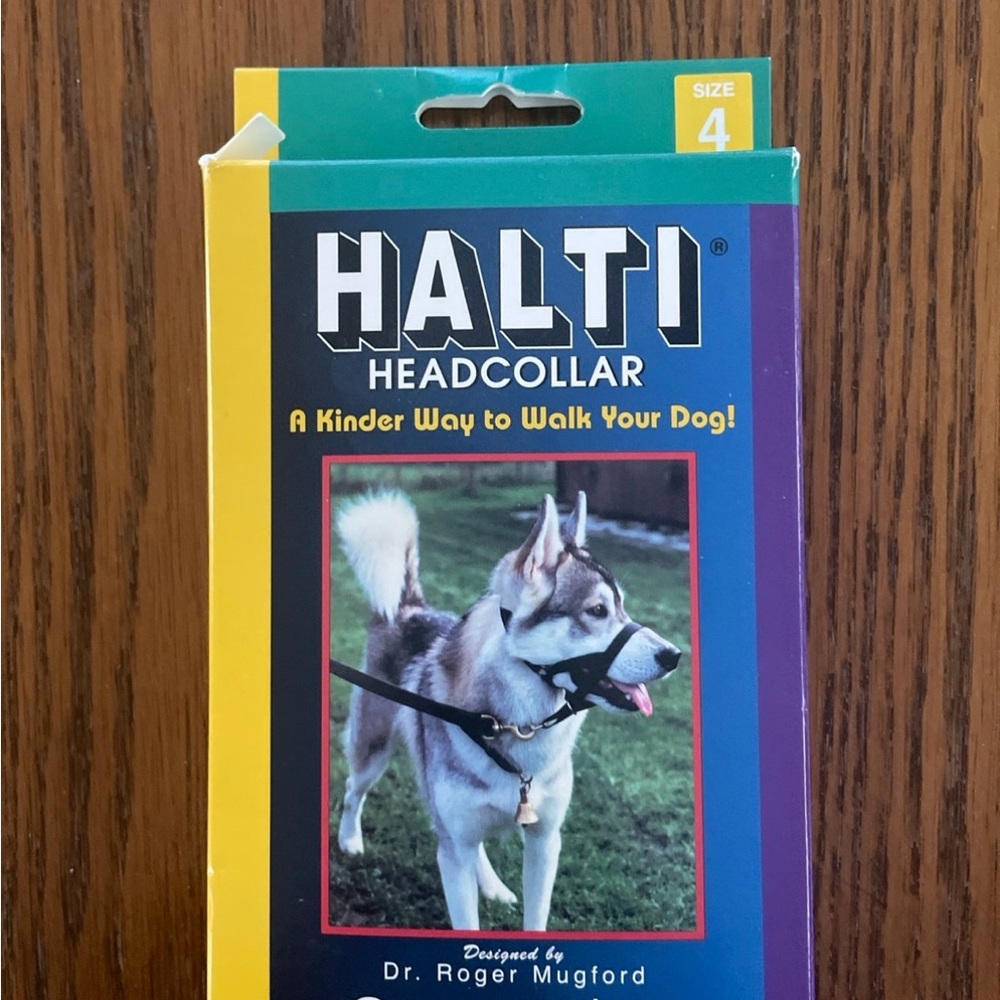 SIZE
4
HALTI®
HEADCOLLAR
A Kinder Way to Walk Your Dog!
Designed by
Dr. Roger Mugford